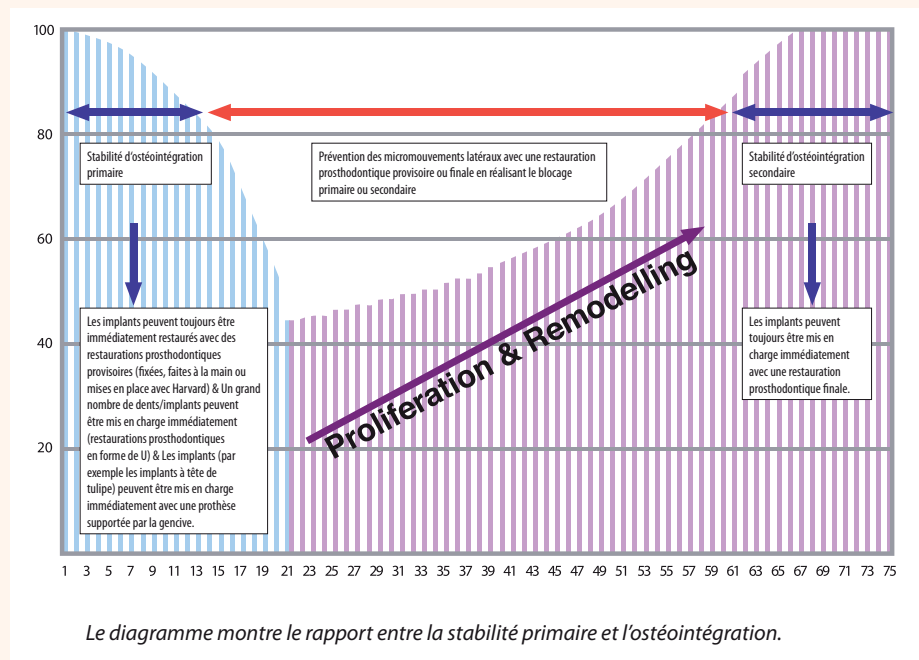 100
80
60
40
20
Stabilité d'ostéointégration
primaire
Prévention des micromouvements latéraux avec une restauration
prosthodontique provisoire ou finale en réalisant le blocage
primaire ou secondaire
Stabilité d'ostéointégration
secondaire
Les implants peuvent toujours être
immédiatement restaurés avec des
restaurations prosthodontiques
provisoires (fixées, faites à la main ou
mises en place avec Harvard) & Un grand
nombre de dents/implants peuvent
être mis en charge immédiatement
(restaurations prosthodontiques
en forme de U) & Les implants (par
exemple les implants à tête de
tulipe) peuvent être mis en charge
immédiatement avec une prothèse
supportée par la gencive.
Proliferation & Remodelling
Les implants peuvent
toujours être mis en
charge immédiatement
avec une restauration
prosthodontique finale.
1 3 5 7 9 11 13 15 17 19 21 23 25 27 29 31 33 35 37 39 41 43 45 47 49 51 53 55 57 59 61 63 65 67 69 71 73 75
Le diagramme montre le rapport entre la stabilité primaire et l'ostéointégration.